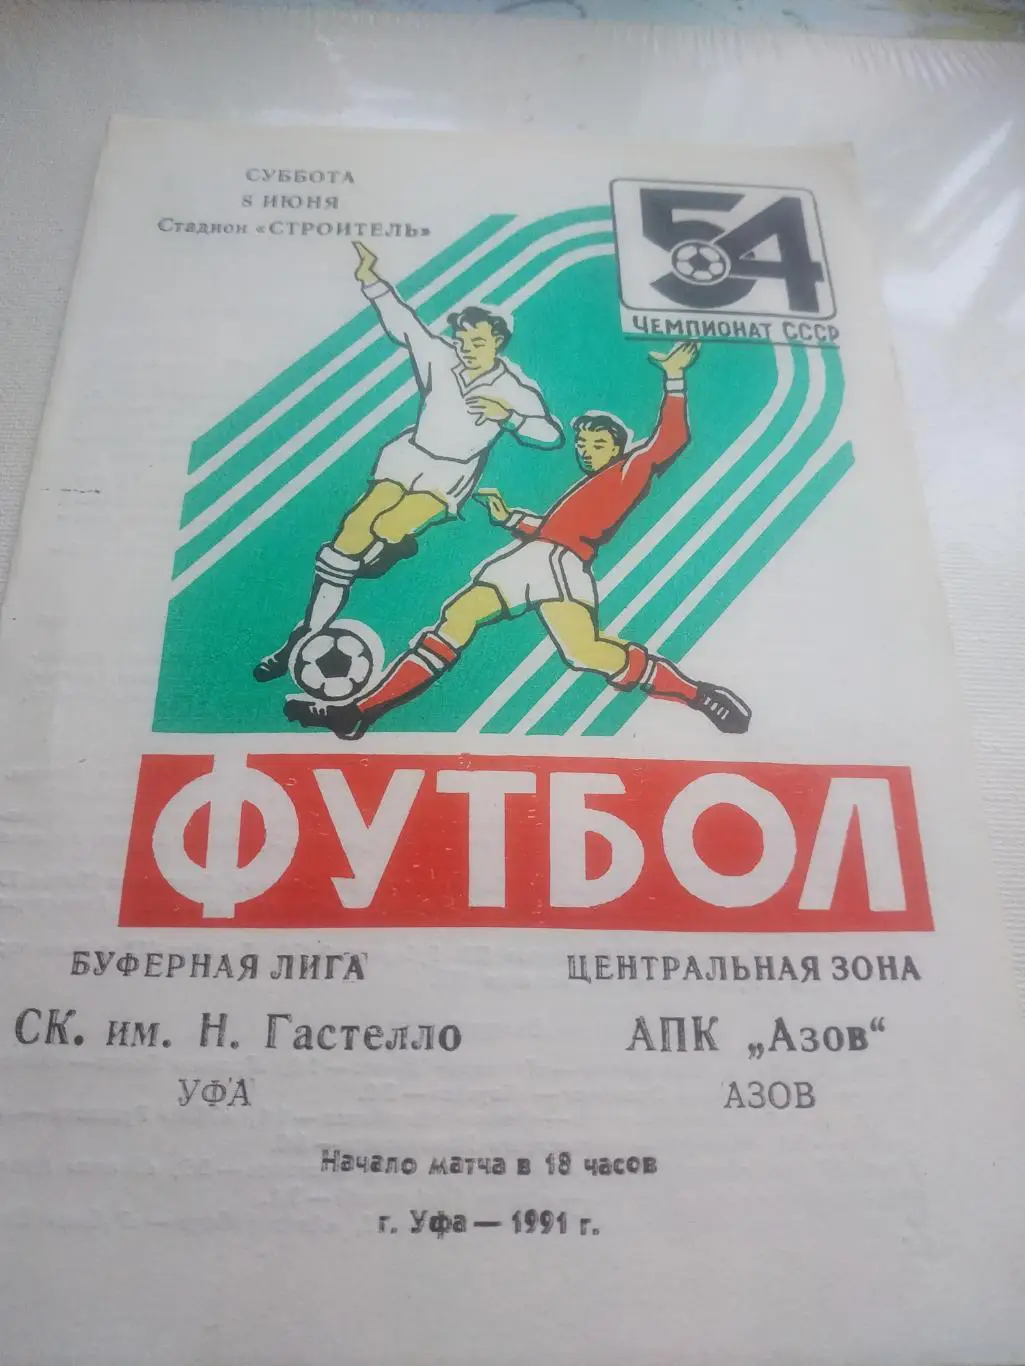 СУББОТА
8 ИЮНЯ
Стадион «СТРОИТЕЛЬ»
54
ЧЕМПИОНАТ СССР
ФУТБОЛ
БУФЕРНАЯ ЛИГА
ЦЕНТРАЛЬНАЯ ЗОНА
СК. им. Н. Гастелло
АПК „Азов“
УФА
АЗОВ
Начало матча в 18 часов
г. Уфа — 1991 г.